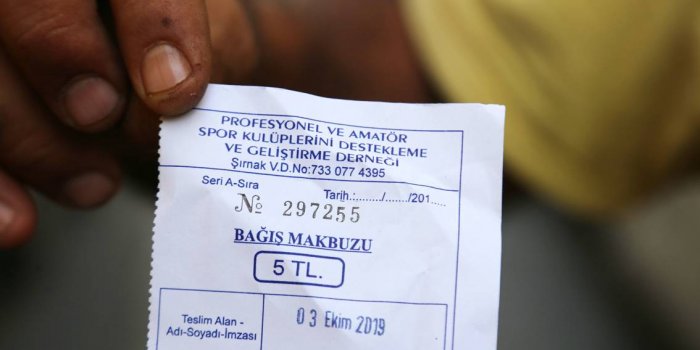 PROFESYONEL VE AMATÖR
SPOR KULÜPLERİNİ DESTEKLEME
VE GELİŞTİRME DERNEĞİ
Şırnak V.D.No:733 077 4395
Seri A-Sıra Tarih:......../......./201.....
№ 297255
BAĞIŞ MAKBUZU
5 TL.
Teslim Alan -
Adı-Soyadı-İmzası
03 Ekim 2019